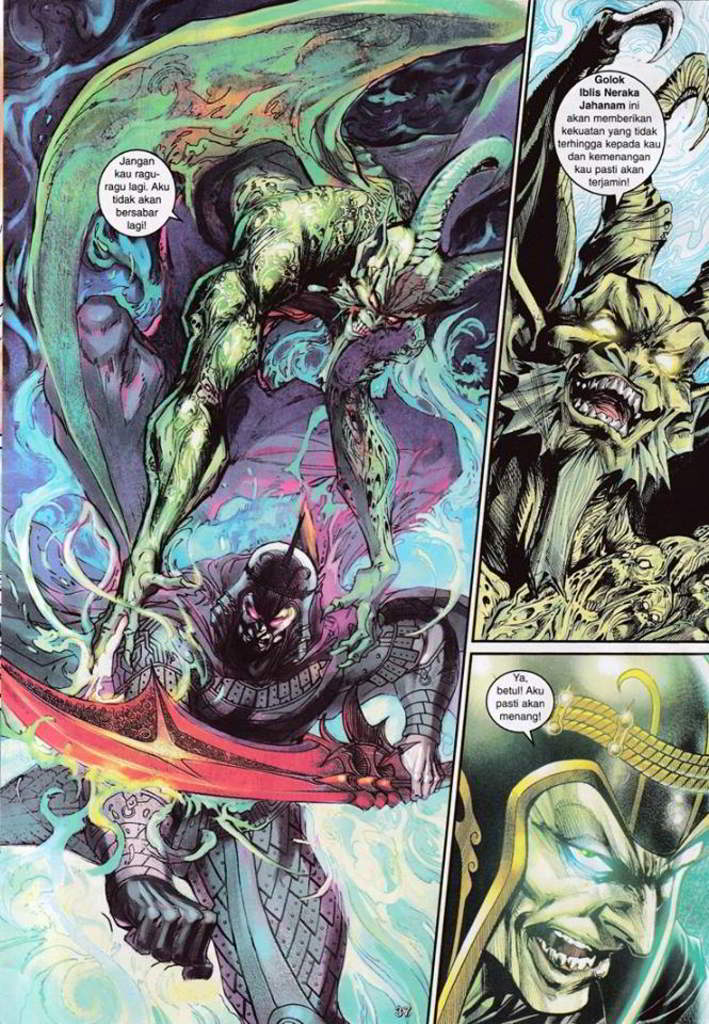 Jangan
kau ragu-
ragu lagi. Aku
tidak akan
bersabar
lagi!
Golok
Iblis Neraka
Jahanam ini
akan memberikan
kekuatan yang tidak
terhingga kepada kau
dan kemenangan
kau pasti akan
terjamin!
Ya,
betul! Aku
pasti akan
menang!
37